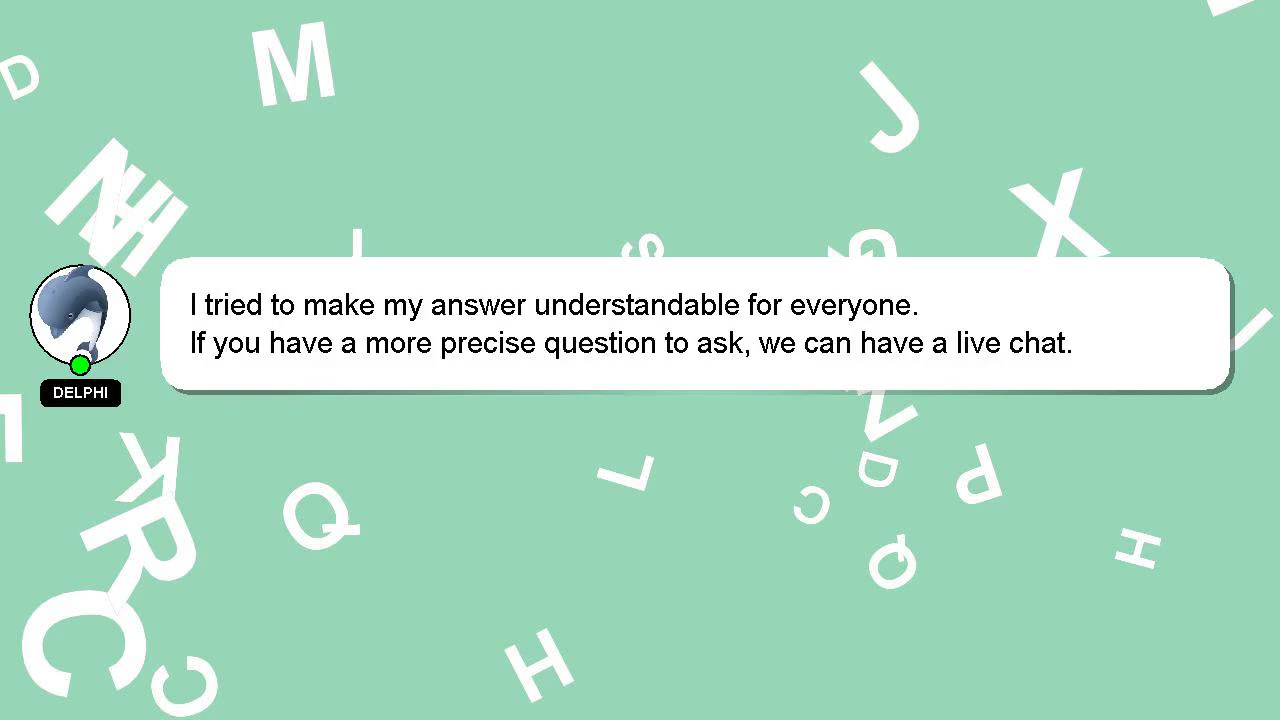 D
M
J
N
H
X
I
S
G
I tried to make my answer understandable for everyone.
If you have a more precise question to ask, we can have a live chat.
DELPHI
R
Q
L
D
P
C
Q
H
C
C
H